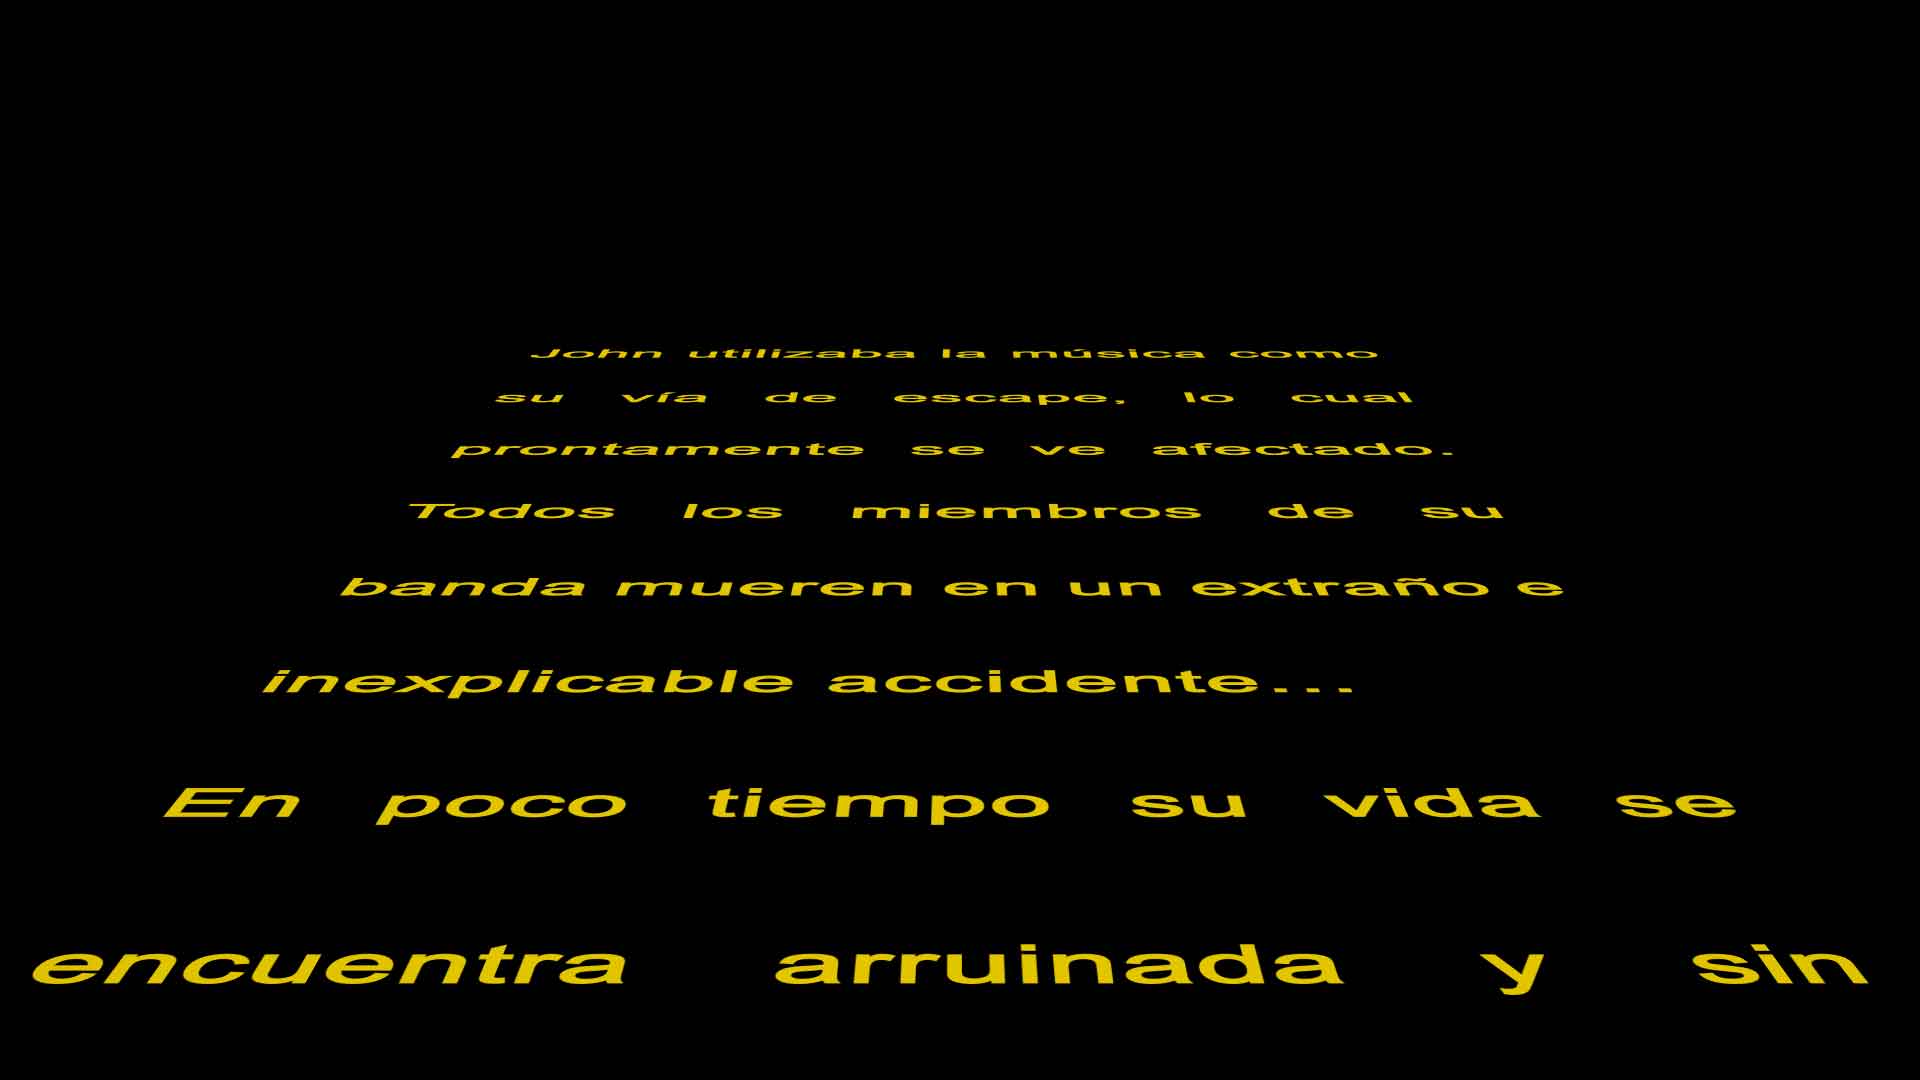 John utilizaba la música como
su vía de escape, lo cual
prontamente se ve afectado.
Todos los miembros de su
banda mueren en un extraño e
inexplicable accidente...
En poco tiempo su vida se
encuentra arruinada y sin